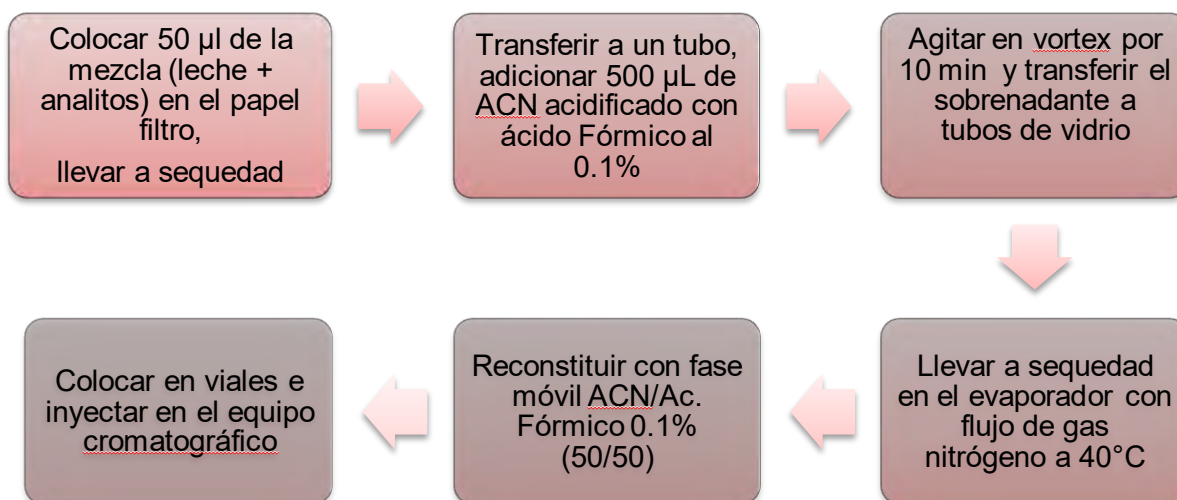 Colocar 50 µl de la
mezcla (leche +
analitos) en el papel
filtro,
llevar a sequedad
Transferir a un tubo,
adicionar 500 µL de
ACN acidificado con
ácido Fórmico al
0.1%
Agitar en vortex por
10 min y transferir el
sobrenadante a
tubos de vidrio
Llevar a sequedad
en el evaporador con
flujo de gas
nitrógeno a 40°C
Reconstituir con fase
móvil ACN/Ac.
Fórmico 0.1%
(50/50)
Colocar en viales e
inyectar en el equipo
cromatográfico